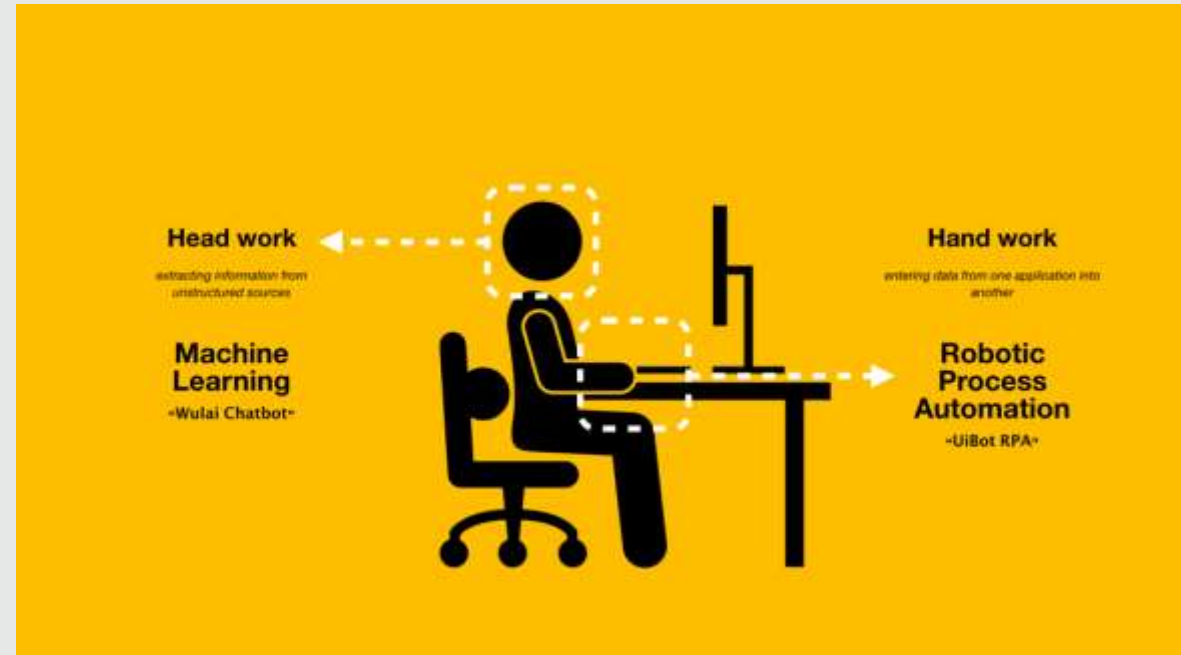 Head work
extracting information from
unstructured sources
Machine
Learning
-Wulai Chatbot-
Hand work
entering data from one application into
another
Robotic
Process
Automation
-UiBot RPA-